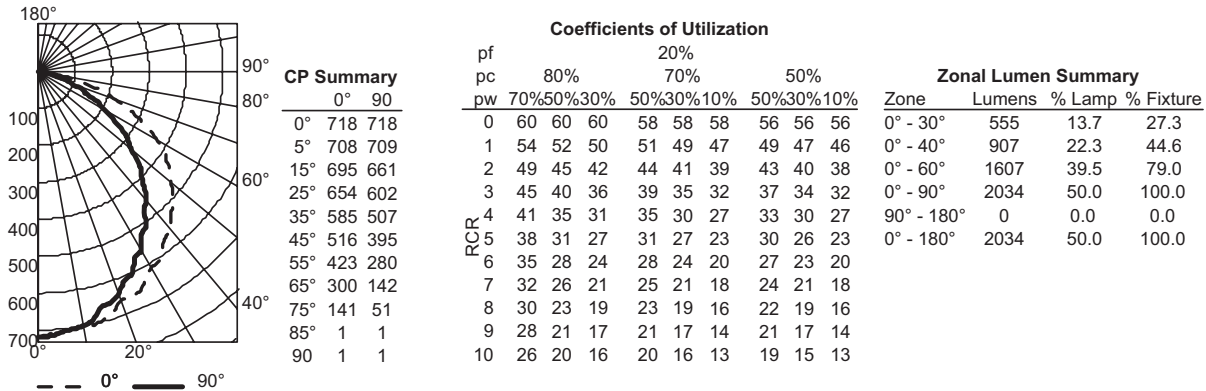 180°
90°
80°
60°
40°
100
200
300
400
500
600
700
0° 20°
0° 90°
CP Summary
0° 90
0° 718 718
5° 708 709
15° 695 661
25° 654 602
35° 585 507
45° 516 395
55° 423 280
65° 300 142
75° 141 51
85° 1 1
90 1 1
Coefficients of Utilization
pf 20%
pc 80% 70% 50%
pw 70%50%30% 50%30%10% 50%30%10%
RCR
0 60 60 60 58 58 58 56 56 56
1 54 52 50 51 49 47 49 47 46
2 49 45 42 44 41 39 43 40 38
3 45 40 36 39 35 32 37 34 32
4 41 35 31 35 30 27 33 30 27
5 38 31 27 31 27 23 30 26 23
6 35 28 24 28 24 20 27 23 20
7 32 26 21 25 21 18 24 21 18
8 30 23 19 23 19 16 22 19 16
9 28 21 17 21 17 14 21 17 14
10 26 20 16 20 16 13 19 15 13
Zonal Lumen Summary
Zone Lumens % Lamp % Fixture
0° - 30° 555 13.7 27.3
0° - 40° 907 22.3 44.6
0° - 60° 1607 39.5 79.0
0° - 90° 2034 50.0 100.0
90° - 180° 0 0.0 0.0
0° - 180° 2034 50.0 100.0